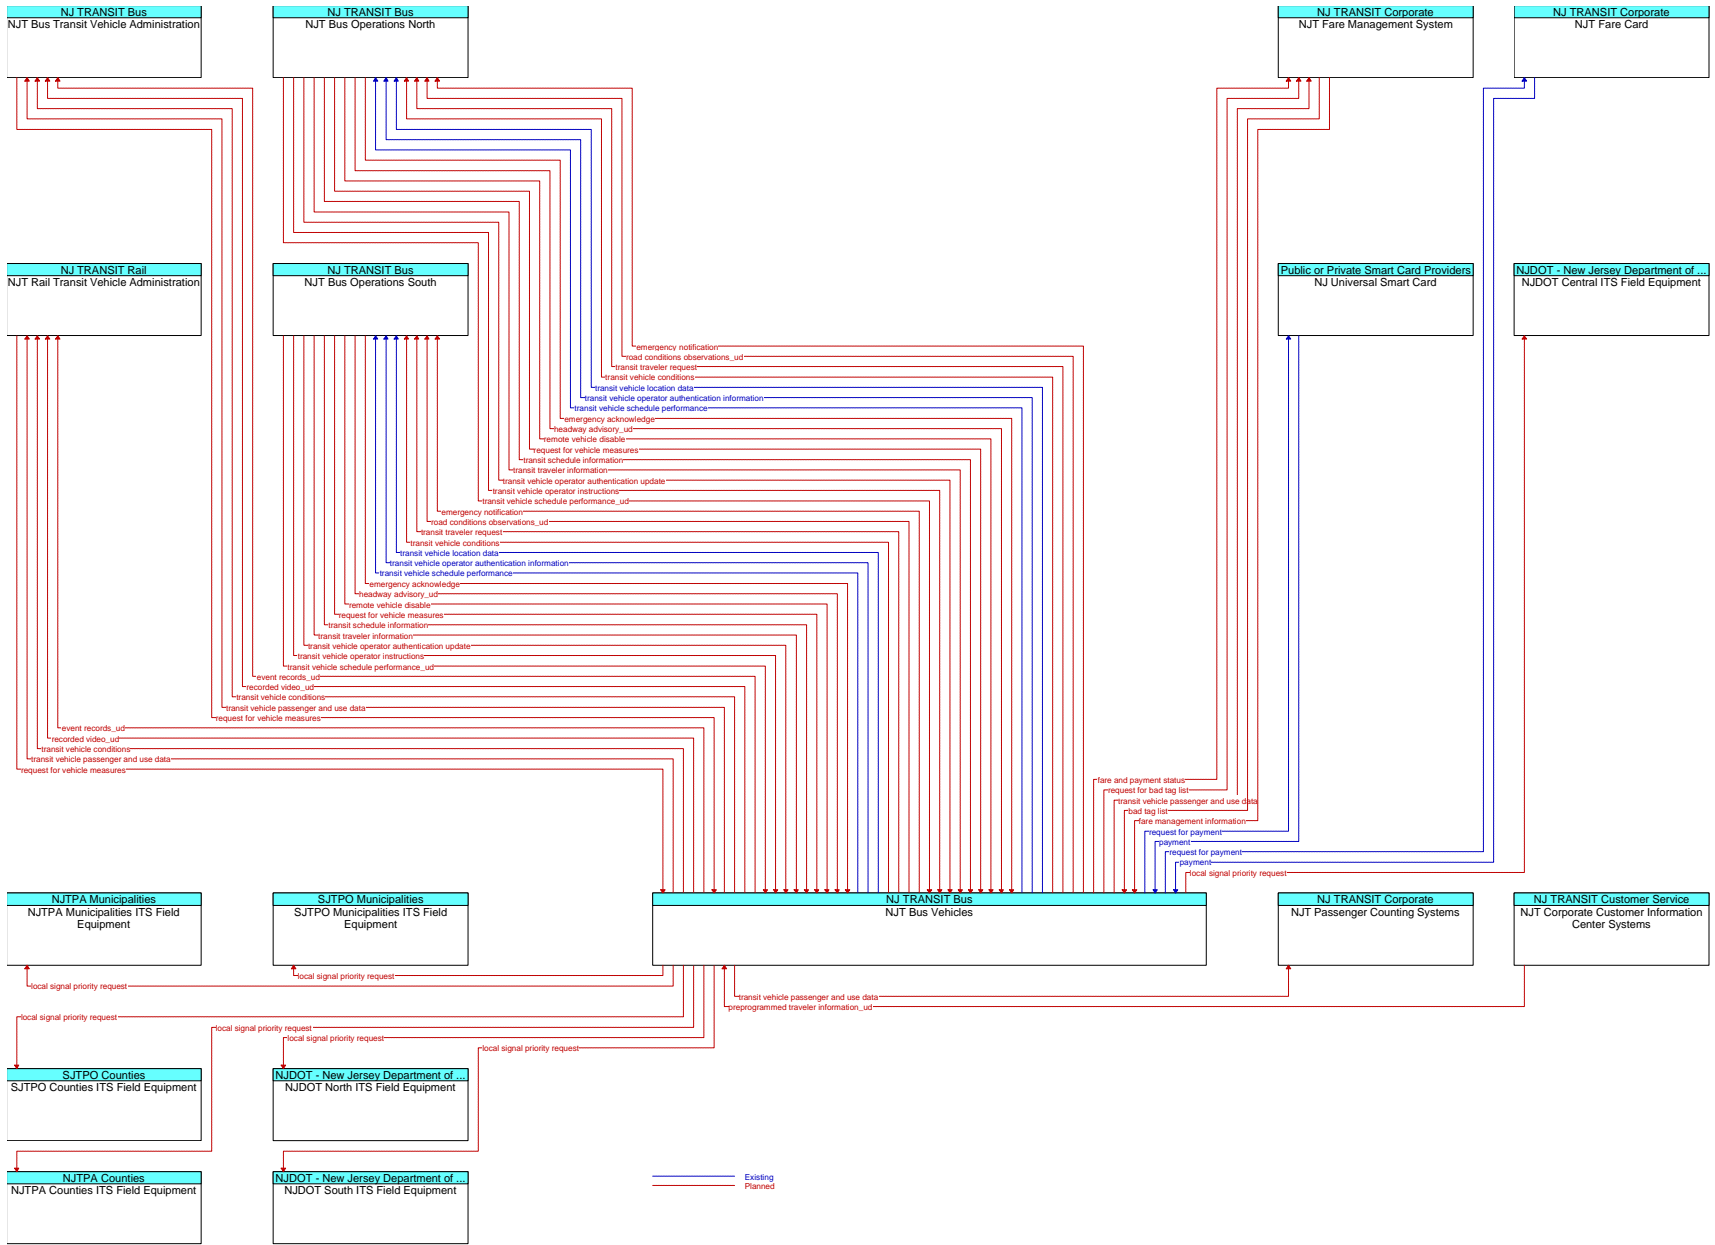 NJ TRANSIT Bus
NJT Bus Transit Vehicle Administration
NJ TRANSIT Bus
NJT Bus Operations North
NJ TRANSIT Corporate
NJT Fare Management System
NJ TRANSIT Corporate
NJT Fare Card
NJ TRANSIT Rail
NJT Rail Transit Vehicle Administration
NJ TRANSIT Bus
NJT Bus Operations South
Public or Private Smart Card Providers
NJ Universal Smart Card
NJDOT - New Jersey Department of ...
NJDOT Central ITS Field Equipment
emergency notification
road conditions observations_ud
transit traveler request
transit vehicle conditions
transit vehicle location data
transit vehicle operator authentication information
transit vehicle schedule performance
emergency acknowledge
headway advisory_ud
remote vehicle disable
request for vehicle measures
transit schedule information
transit traveler information
transit vehicle operator authentication update
transit vehicle operator instructions
transit vehicle schedule performance_ud
emergency notification
road conditions observations_ud
transit traveler request
transit vehicle conditions
transit vehicle location data
transit vehicle operator authentication information
transit vehicle schedule performance
emergency acknowledge
headway advisory_ud
remote vehicle disable
request for vehicle measures
transit schedule information
transit traveler information
transit vehicle operator authentication update
transit vehicle operator instructions
transit vehicle schedule performance_ud
event records_ud
recorded video_ud
transit vehicle conditions
transit vehicle passenger and use data
request for vehicle measures
event records_ud
recorded video_ud
transit vehicle conditions
transit vehicle passenger and use data
request for vehicle measures
fare and payment status
request for bad tag list
transit vehicle passenger and use data
bad tag list
fare management information
request for payment
payment
request for payment
payment
local signal priority request
NJTPA Municipalities
NJTPA Municipalities ITS Field
Equipment
SJTPO Municipalities
SJTPO Municipalities ITS Field
Equipment
NJ TRANSIT Bus
NJT Bus Vehicles
NJ TRANSIT Corporate
NJT Passenger Counting Systems
NJ TRANSIT Customer Service
NJT Corporate Customer Information
Center Systems
local signal priority request
local signal priority request
transit vehicle passenger and use data
preprogrammed traveler information_ud
local signal priority request
local signal priority request
local signal priority request
local signal priority request
SJTPO Counties
SJTPO Counties ITS Field Equipment
NJDOT - New Jersey Department of ...
NJDOT North ITS Field Equipment
NJTPA Counties
NJTPA Counties ITS Field Equipment
NJDOT - New Jersey Department of ...
NJDOT South ITS Field Equipment
Existing
Planned